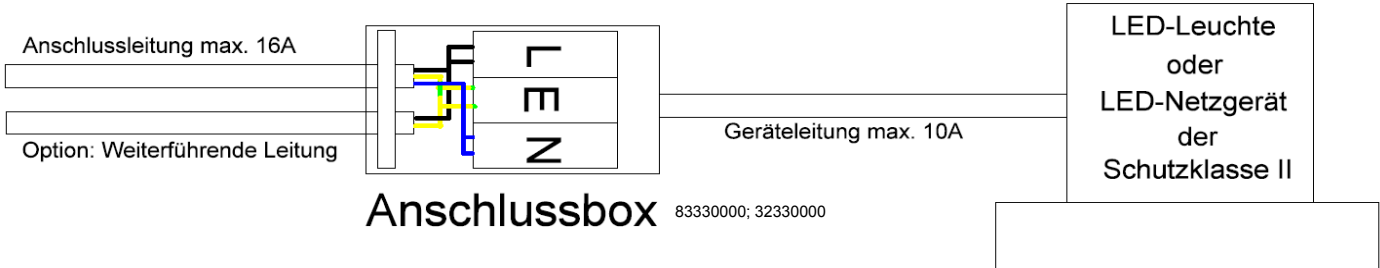 Anschlussleitung max. 16A
Option: Weiterführende Leitung
L
E
N
Anschlussbox 83330000; 32330000
Geräteleitung max. 10A
LED-Leuchte
oder
LED-Netzgerät
der
Schutzklasse II